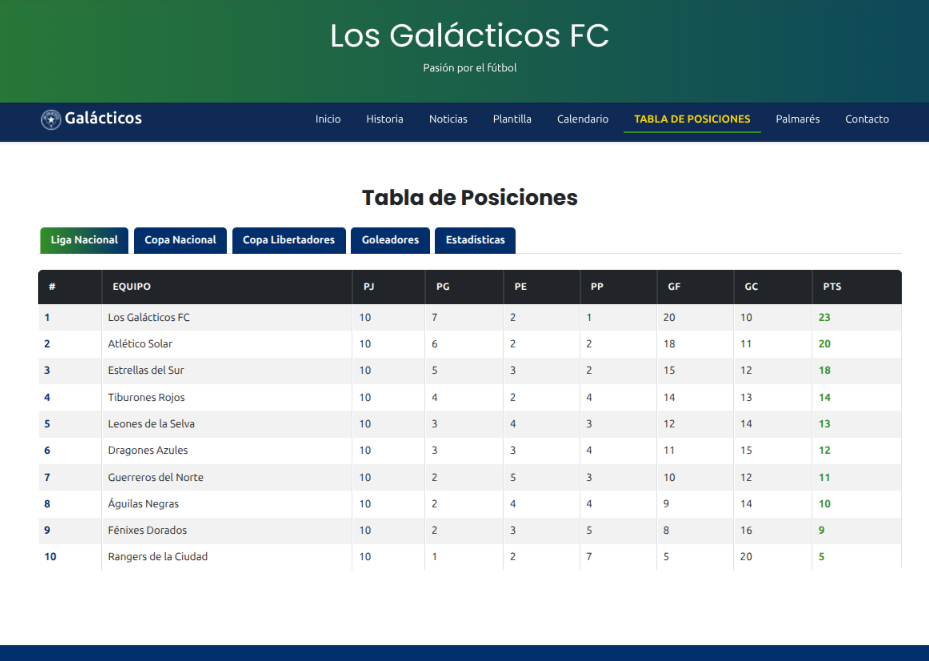 Los Galácticos FC
Pasión por el fútbol
Galácticos Inicio Historia Noticias Plantilla Calendario TABLA DE POSICIONES Palmarés Contacto
Tabla de Posiciones
Liga Nacional Copa Nacional Copa Libertadores Goleadores Estadísticas
# EQUIPO PJ PG PE PP GF GC PTS
1 Los Galácticos FC 10 7 2 1 20 10 23
2 Atlético Solar 10 6 2 2 18 11 20
3 Estrellas del Sur 10 5 3 2 15 12 18
4 Tiburones Rojos 10 4 2 4 14 13 14
5 Leones de la Selva 10 3 4 3 12 14 13
6 Dragones Azules 10 3 3 4 11 15 12
7 Guerreros del Norte 10 2 5 3 10 12 11
8 Águilas Negras 10 2 4 4 9 14 10
9 Fénixes Dorados 10 2 3 5 8 16 9
10 Rangers de la Ciudad 10 1 2 7 5 20 5